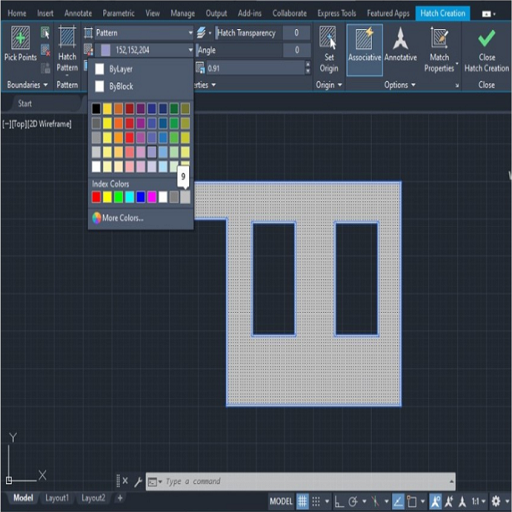 Home Insert Annotate Parametric View Manage Output Add-ins Collaborate Express Tools Featured Apps Hatch Creation
Pattern
Hatch Transparency 0
152,152,204
Angle 0
0.91
Pick Points
Hatch Pattern
Set Origin
Associative
Annotative
Match Properties
Close Hatch Creation
Boundaries Pattern
Origin
Options
Close
ByLayer
ByBlock
Start
[−][Top][2D Wireframe]
9
Index Colors
More Colors...
Y
X
Type a command
Model Layout1 Layout2 +
MODEL
1:1